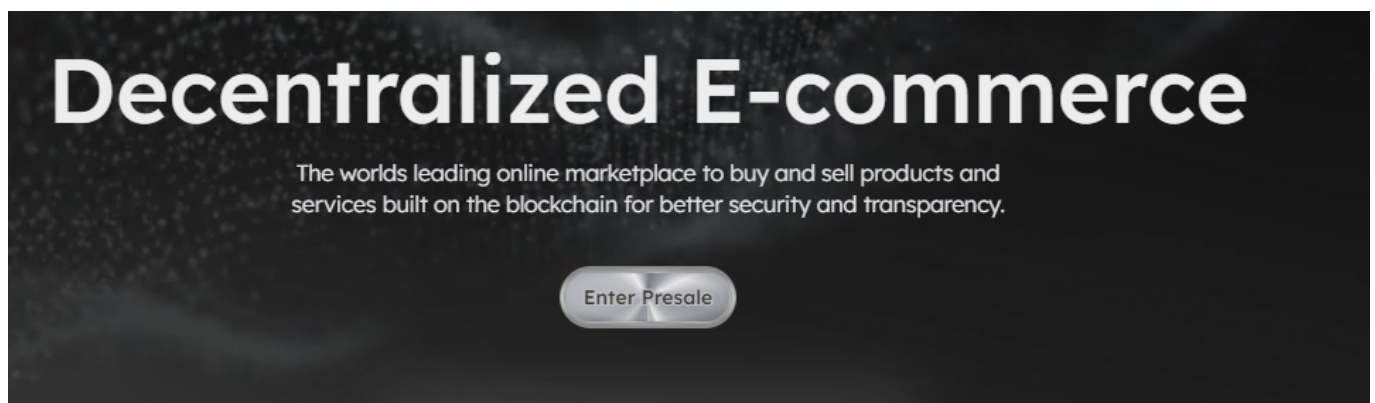 Decentralized E-commerce
The worlds leading online marketplace to buy and sell products and
services built on the blockchain for better security and transparency.
Enter Presale